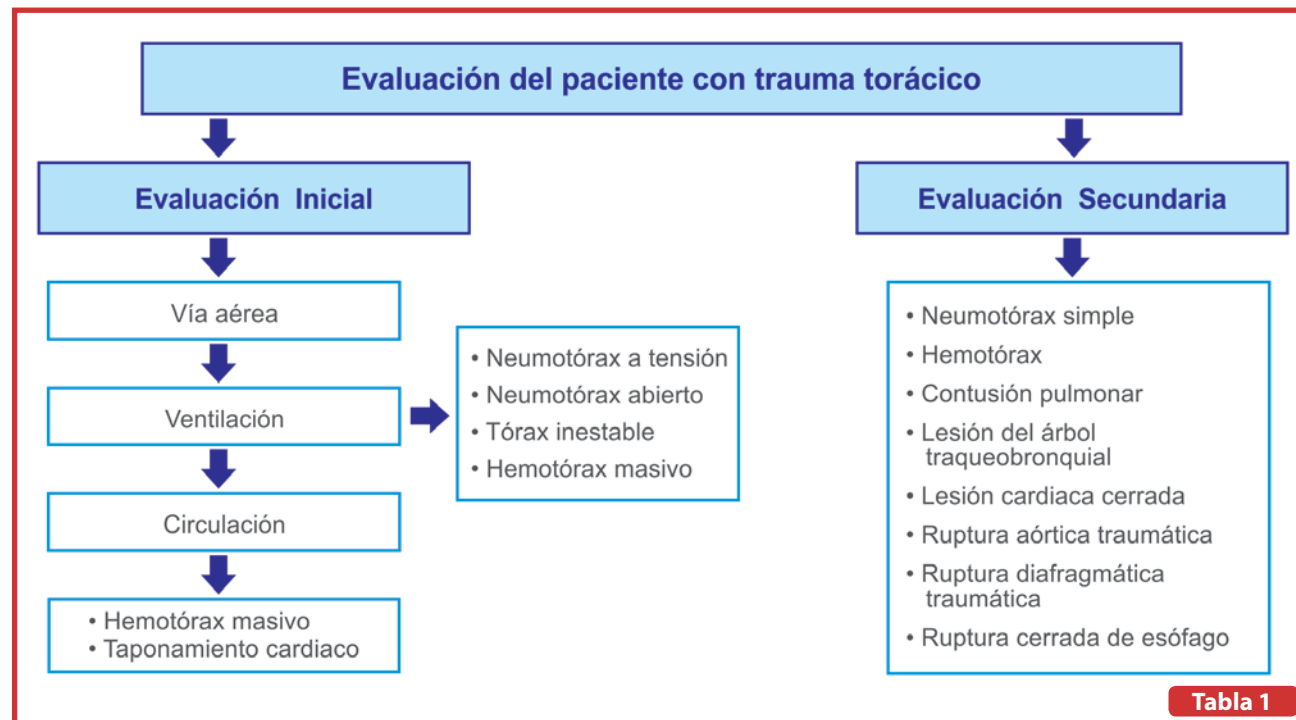 Evaluación del paciente con trauma torácico
Evaluación Inicial
Vía aérea
Ventilación
• Neumotórax a tensión
• Neumotórax abierto
• Tórax inestable
• Hemotórax masivo
Circulación
• Hemotórax masivo
• Taponamiento cardiaco
Evaluación Secundaria
• Neumotórax simple
• Hemotórax
• Contusión pulmonar
• Lesión del árbol
traqueobronquial
• Lesión cardiaca cerrada
• Ruptura aórtica traumática
• Ruptura diafragmática
traumática
• Ruptura cerrada de esófago
Tabla 1